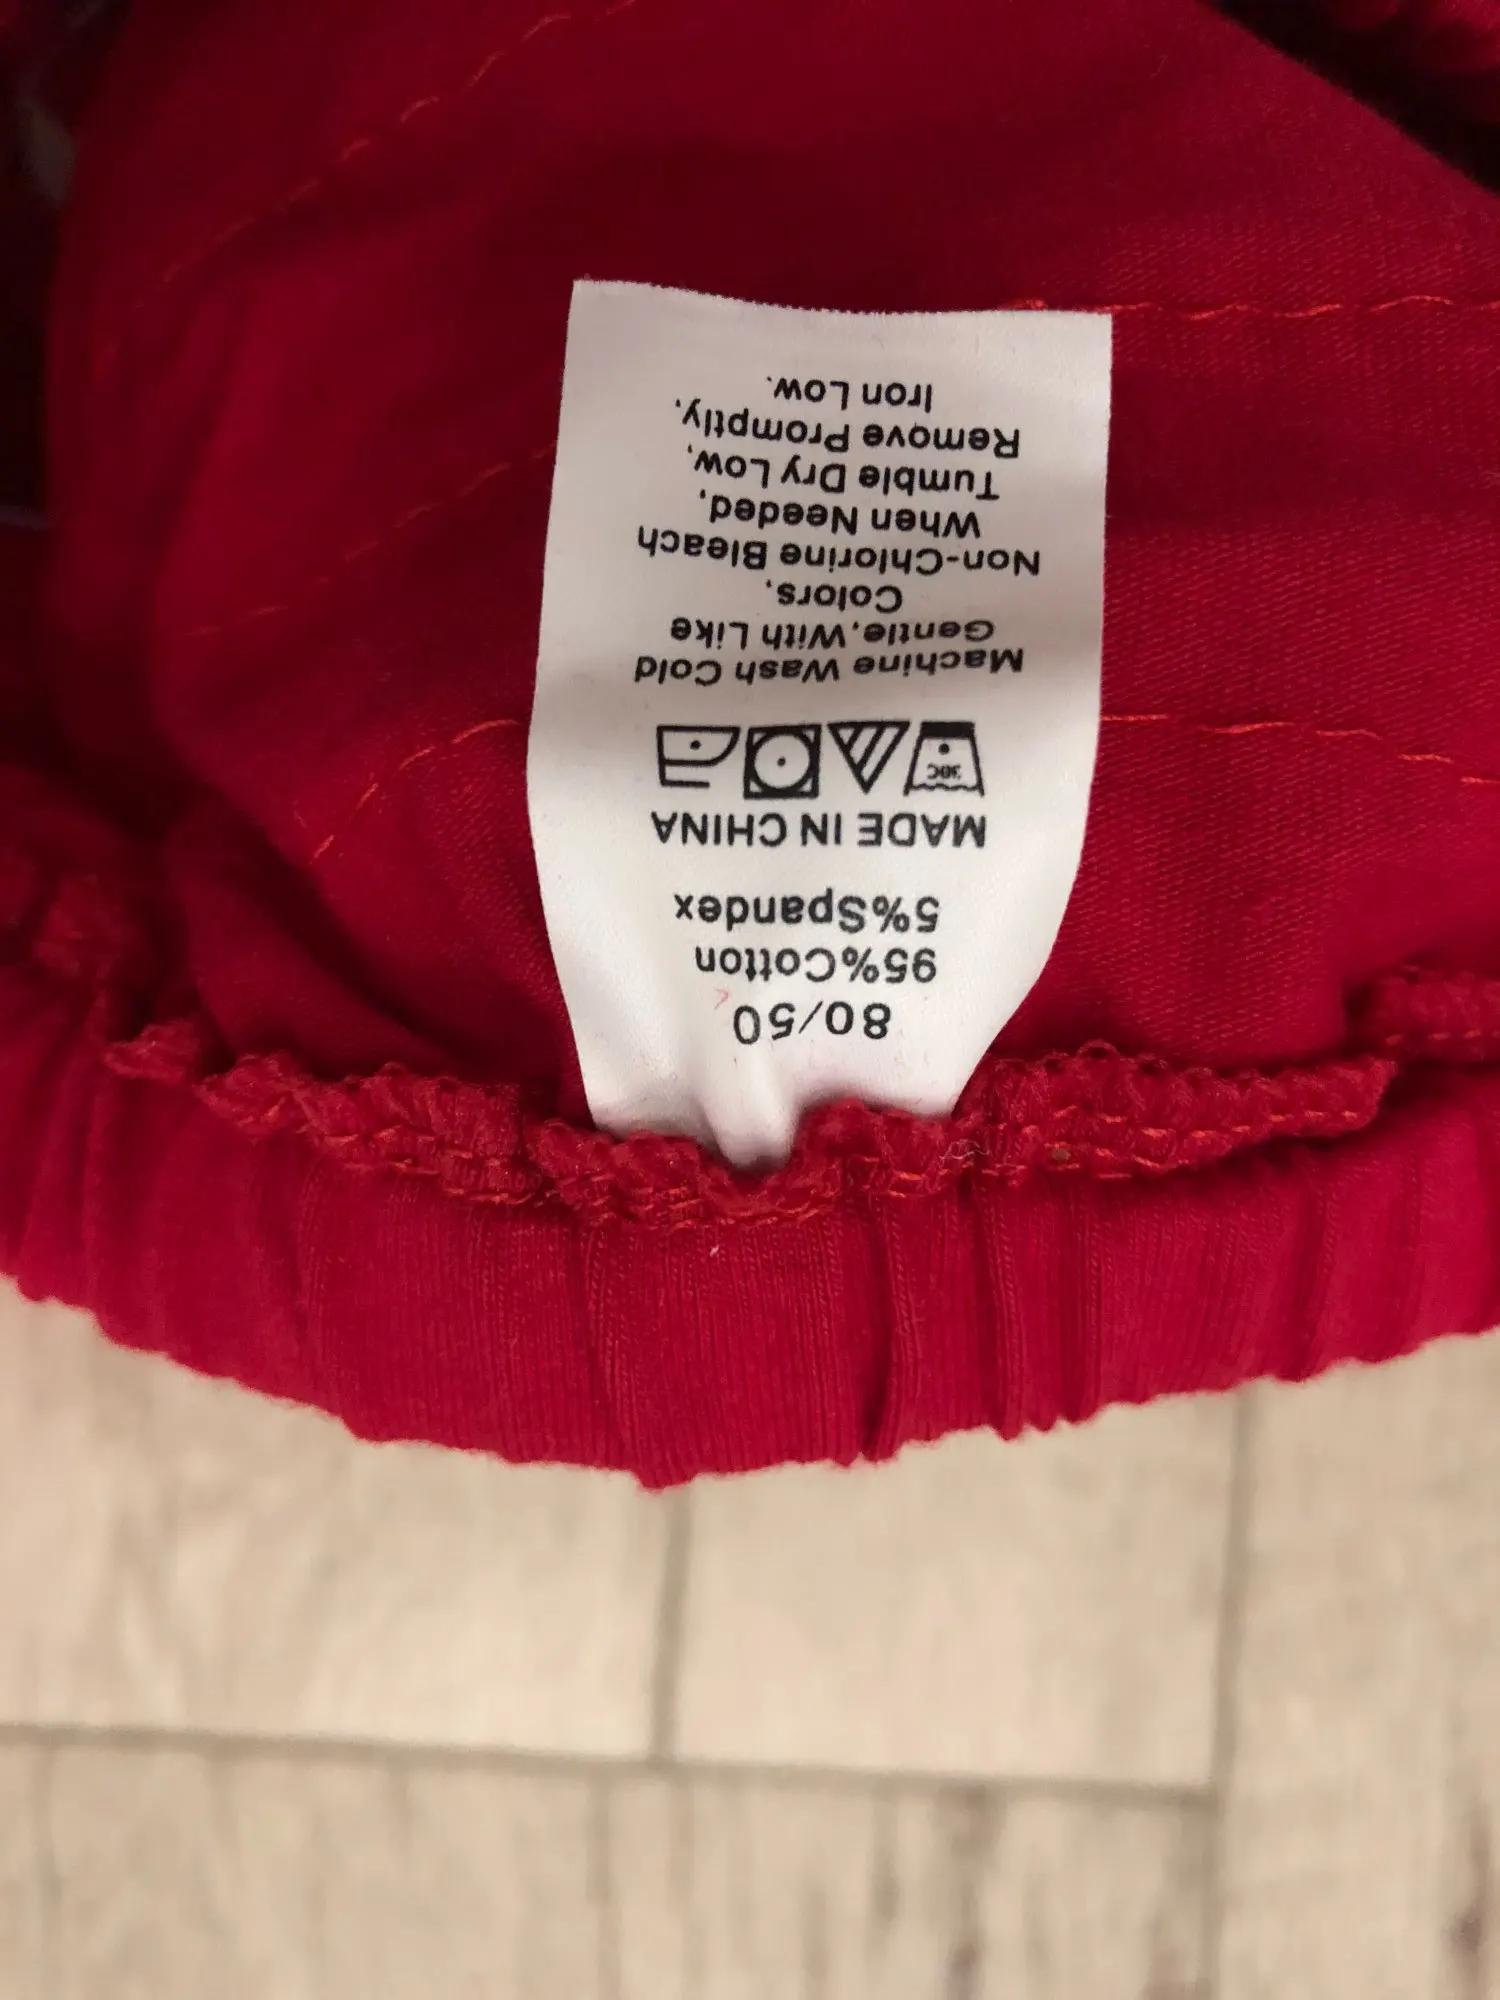 80/50
95%Cotton
5%Spandex
MADE IN CHINA
30C
Machine Wash Cold
Gentle,With Like
Colors,
Non-Chlorine Bleach
When Needed,
Tumble Dry Low,
Remove Promptly,
Iron Low.